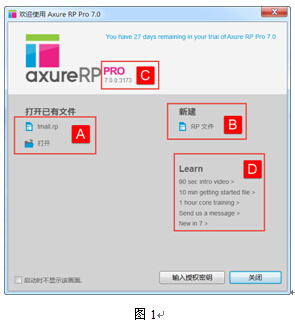 欢迎使用 Axure RP Pro 7.0
You have 27 days remaining in your trial of Axure RP Pro 7.0
axureRP PRO
7.0.0.3173
C
打开已有文件
tmall.rp
打开
A
新建
RP 文件
B
Learn
D
90 sec intro video >
10 min getting started file >
1 hour core training >
Send us a message >
New in 7 >
启动时不显示该画面。
输入授权密钥
关闭
图 1